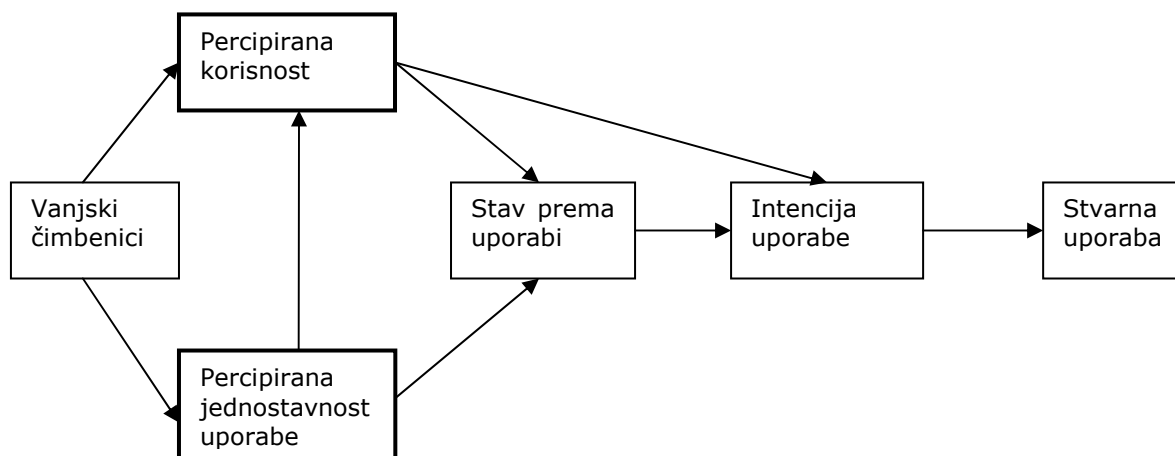 Percipirana
korisnost
Vanjski
čimbenici
Stav prema
uporabi
Intencija
uporabe
Stvarna
uporaba
Percipirana
jednostavnost
uporabe